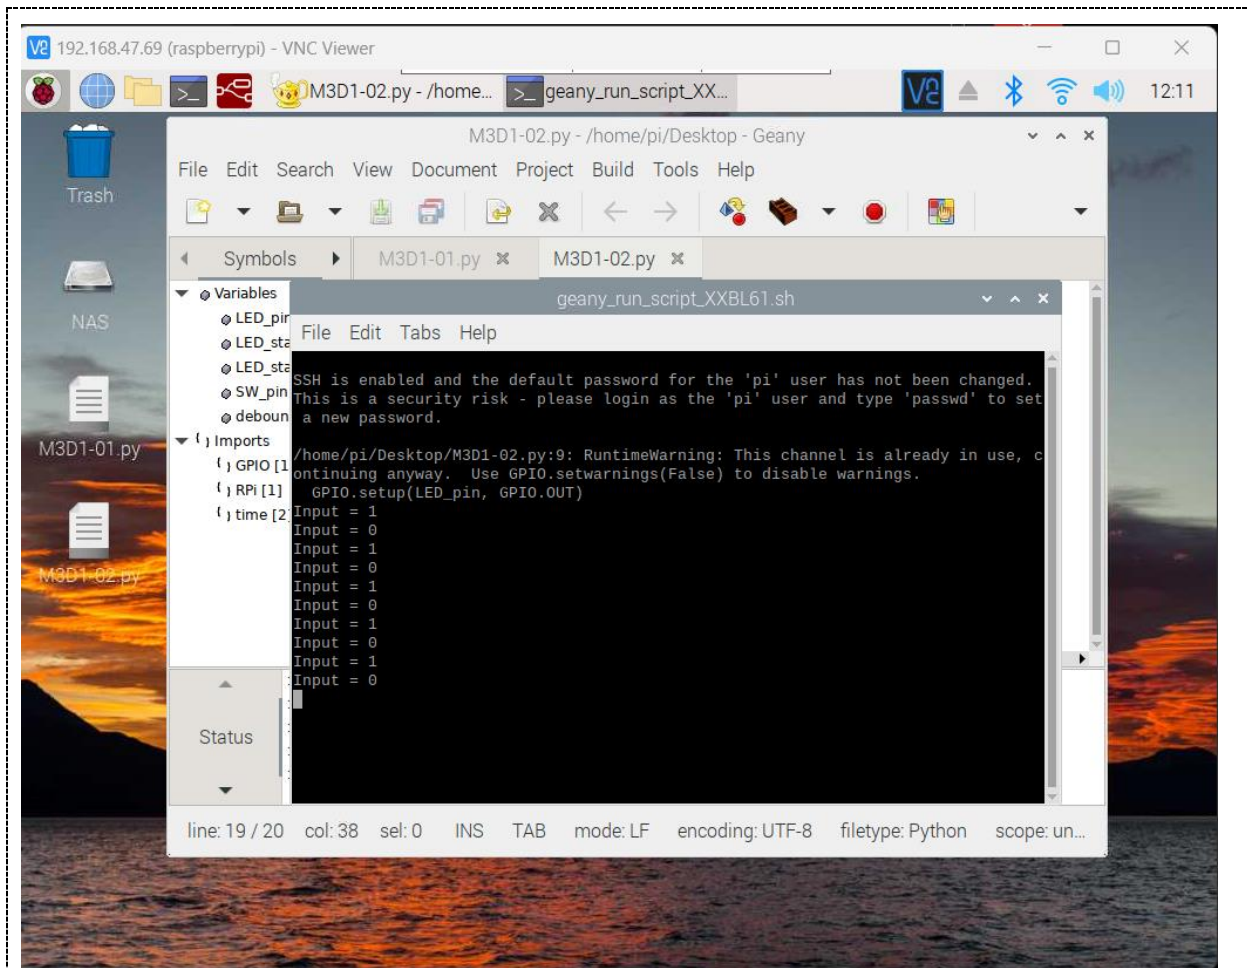 192.168.47.69 (raspberrypi) - VNC Viewer
M3D1-02.py - /home... geany_run_script_XX... 12:11
M3D1-02.py - /home/pi/Desktop - Geany
File Edit Search View Document Project Build Tools Help
Trash
Symbols M3D1-01.py M3D1-02.py
Variables
LED_pin
LED_sta
LED_sta
SW_pin
deboun
Imports
GPIO [1
RPi [1]
time [2
NAS
M3D1-01.py
M3D1-02.py
geany_run_script_XXBL61.sh
File Edit Tabs Help
SSH is enabled and the default password for the 'pi' user has not been changed.
This is a security risk - please login as the 'pi' user and type 'passwd' to set
a new password.
/home/pi/Desktop/M3D1-02.py:9: RuntimeWarning: This channel is already in use, c
ontinuing anyway.  Use GPIO.setwarnings(False) to disable warnings.
GPIO.setup(LED_pin, GPIO.OUT)
Input = 1
Input = 0
Input = 1
Input = 0
Input = 1
Input = 0
Input = 1
Input = 0
Input = 1
Input = 0
Status
line: 19 / 20 col: 38 sel: 0 INS TAB mode: LF encoding: UTF-8 filetype: Python scope: un...